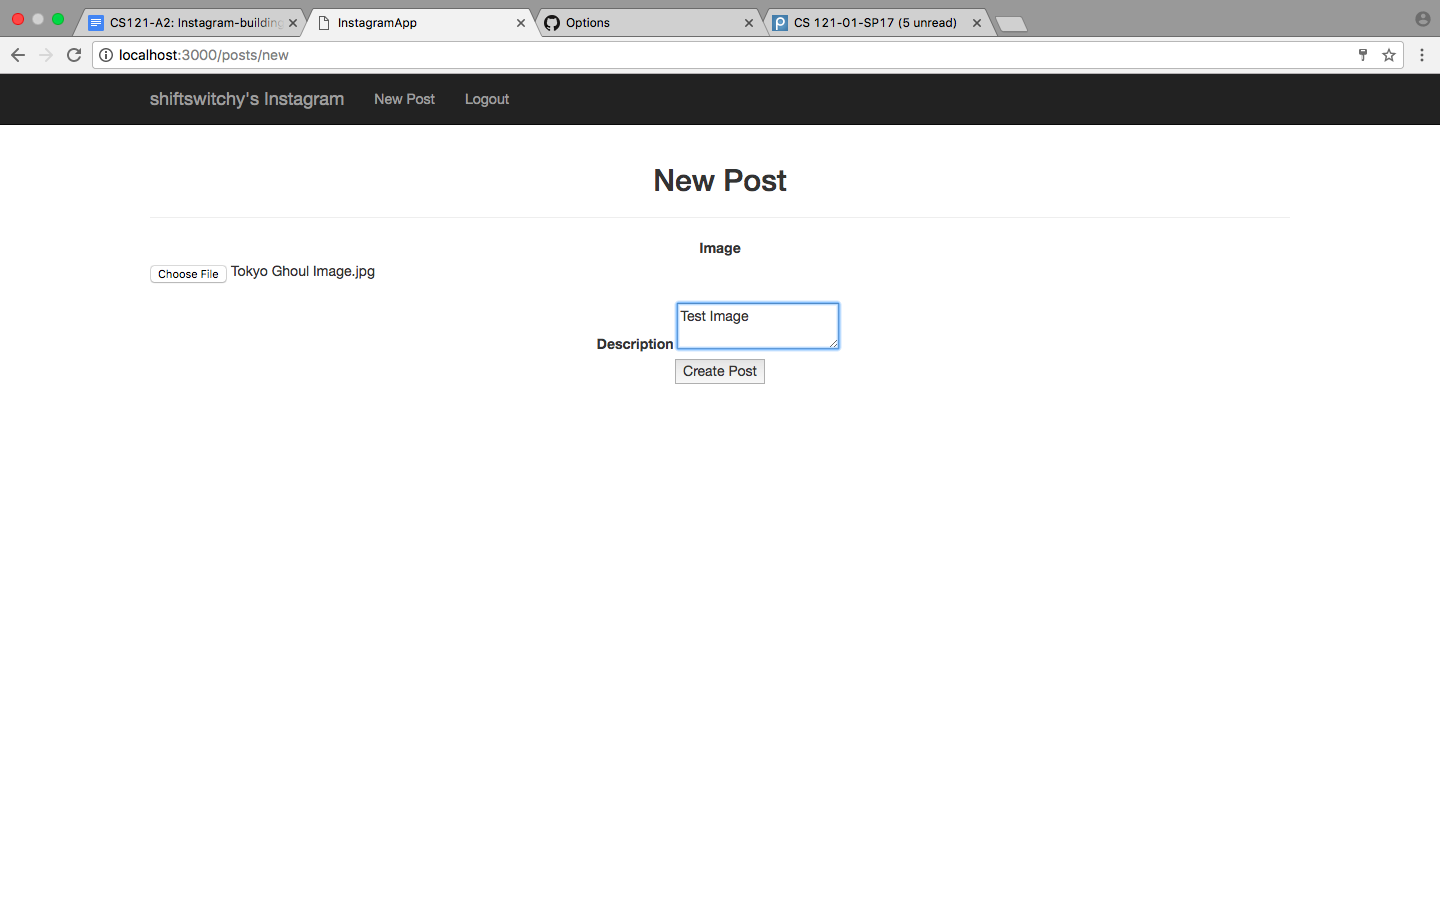 CS121-A2: Instagram-building
InstagramApp
Options
CS 121-01-SP17 (5 unread)
localhost:3000/posts/new
shiftswitchy's Instagram
New Post
Logout
New Post
Image
Choose File Tokyo Ghoul Image.jpg
Test Image
Description
Create Post